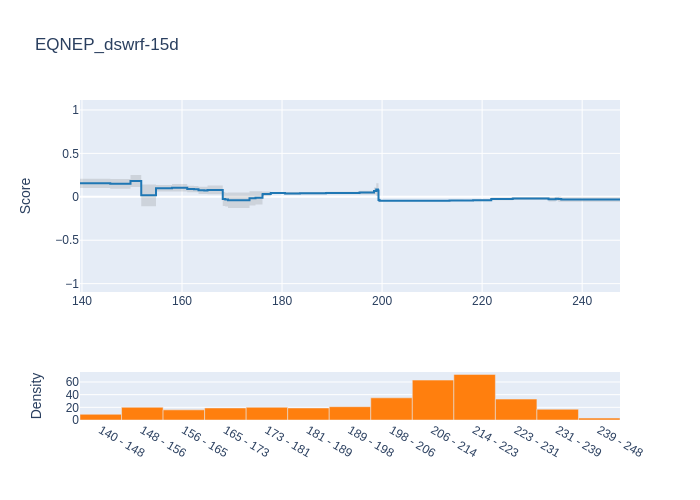 EQNEP_dswrf-15d
Score
1
0.5
0
−0.5
−1
140
160
180
200
220
240
Density
60
40
20
0
140 - 148
148 - 156
156 - 165
165 - 173
173 - 181
181 - 189
189 - 198
198 - 206
206 - 214
214 - 223
223 - 231
231 - 239
239 - 248